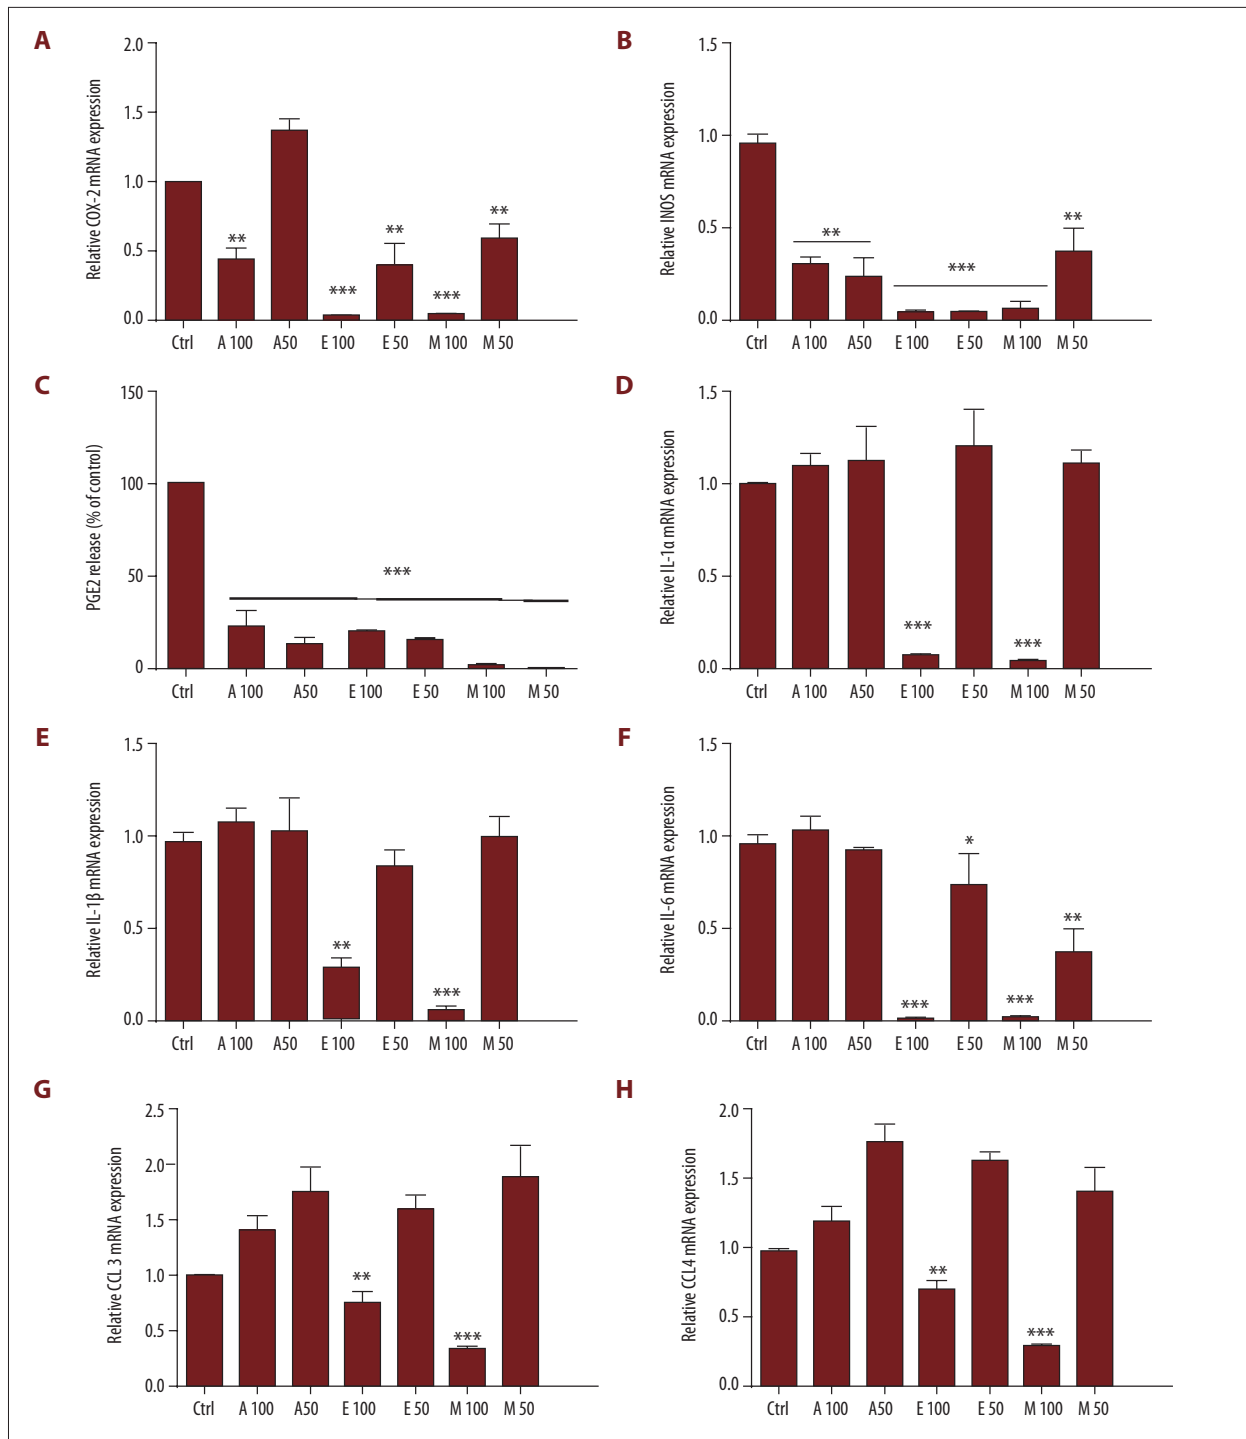 A
Relative COX-2 mRNA expression
2.0
1.5
1.0
0.5
0.0
** *** ** *** **
Ctrl A 100 A50 E 100 E 50 M 100 M 50
B
Relative INOS mRNA expression
1.5
1.0
0.5
0.0
** *** **
Ctrl A 100 A50 E 100 E 50 M 100 M 50
C
PGE2 release (% of control)
150
100
50
0
***
Ctrl A 100 A50 E 100 E 50 M 100 M 50
D
Relative IL-1α mRNA expression
1.5
1.0
0.5
0.0
*** ***
Ctrl A 100 A50 E 100 E 50 M 100 M 50
E
Relative IL-1β mRNA expression
1.5
1.0
0.5
0.0
** ***
Ctrl A 100 A50 E 100 E 50 M 100 M 50
F
Relative IL-6 mRNA expression
1.5
1.0
0.5
0.0
*** * *** **
Ctrl A 100 A50 E 100 E 50 M 100 M 50
G
Relative CCL 3 mRNA expression
2.5
2.0
1.5
1.0
0.5
0.0
** ***
Ctrl A 100 A50 E 100 E 50 M 100 M 50
H
Relative CCL4 mRNA expression
2.0
1.5
1.0
0.5
0.0
** ***
Ctrl A 100 A50 E 100 E 50 M 100 M 50